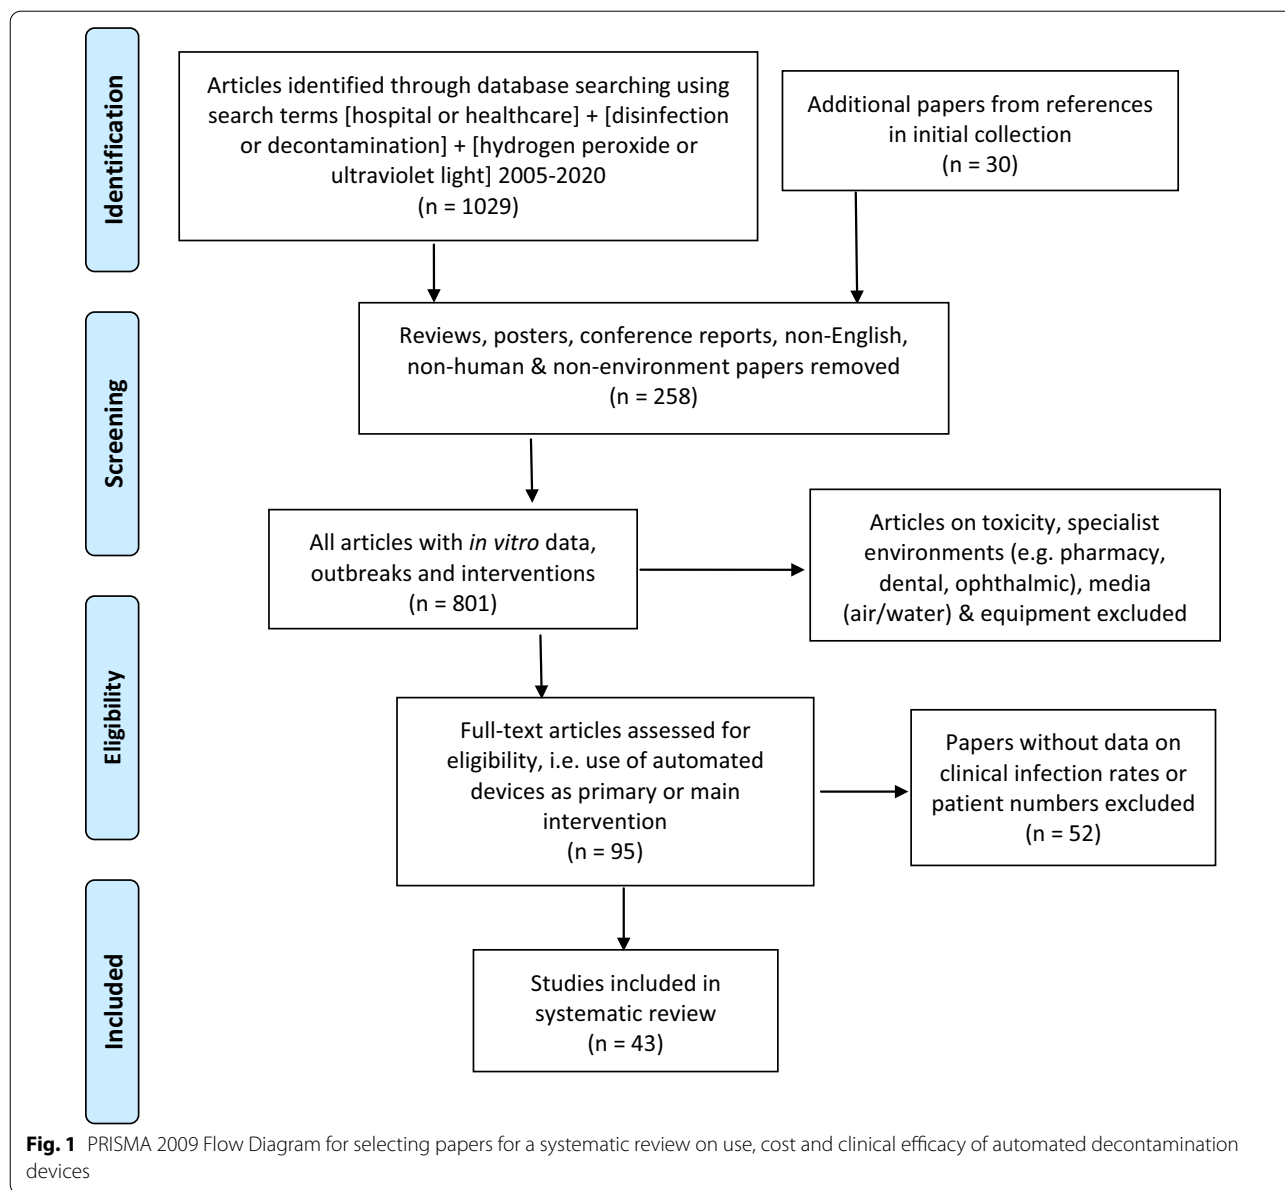 Identification
Articles identified through database searching using
search terms [hospital or healthcare] + [disinfection
or decontamination] + [hydrogen peroxide or
ultraviolet light] 2005-2020
(n = 1029)
Additional papers from references
in initial collection
(n = 30)
Screening
Reviews, posters, conference reports, non-English,
non-human & non-environment papers removed
(n = 258)
All articles with in vitro data,
outbreaks and interventions
(n = 801)
Articles on toxicity, specialist
environments (e.g. pharmacy,
dental, ophthalmic), media
(air/water) & equipment excluded
Eligibility
Full-text articles assessed for
eligibility, i.e. use of automated
devices as primary or main
intervention
(n = 95)
Papers without data on
clinical infection rates or
patient numbers excluded
(n = 52)
Included
Studies included in
systematic review
(n = 43)
Fig. 1 PRISMA 2009 Flow Diagram for selecting papers for a systematic review on use, cost and clinical efficacy of automated decontamination
devices